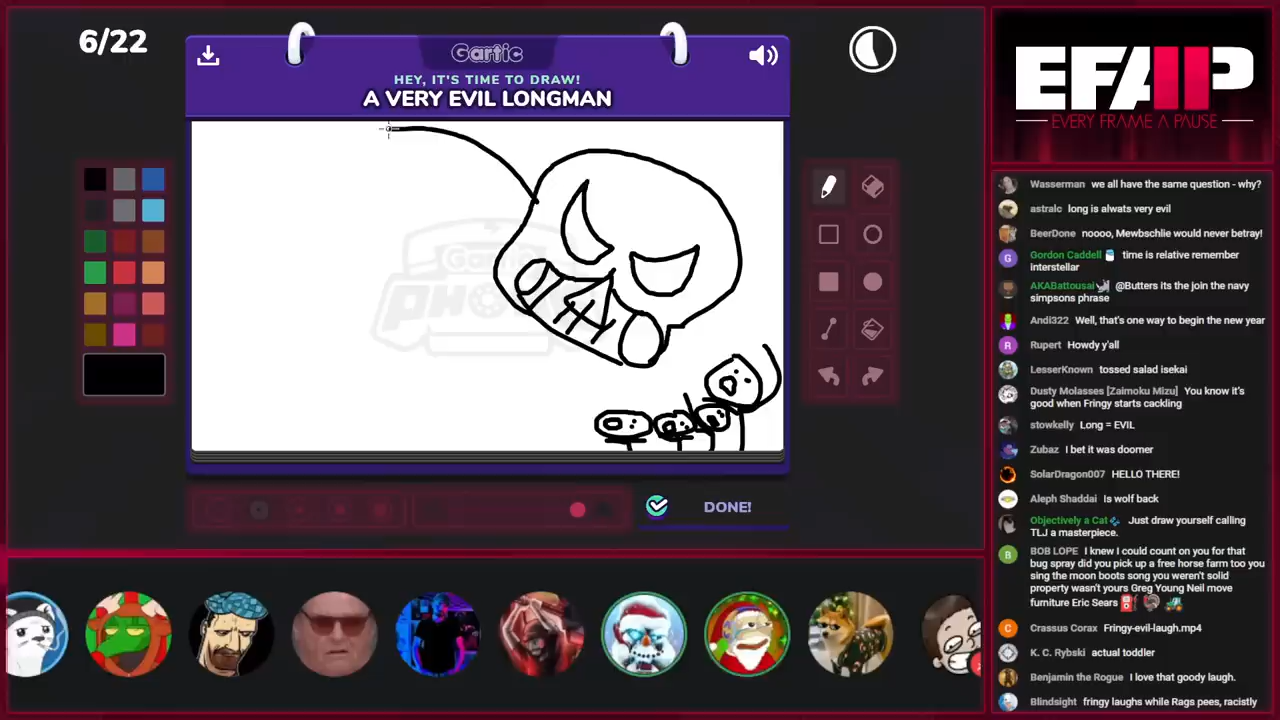 6/22
Gartic
HEY, IT'S TIME TO DRAW!
A VERY EVIL LONGMAN
Gartic
PHONE
DONE!
EFAP
EVERY FRAME A PAUSE
Wasserman we all have the same question - why?
astralc long is alwats very evil
BeerDone noooo, Mewbschlie would never betray!
Gordon Caddell time is relative remember
interstellar
AKABattousai @Butters its the join the navy
simpsons phrase
Andi322 Well, that's one way to begin the new year
Rupert Howdy y'all
LesserKnown tossed salad isekai
Dusty Molasses [Zaimoku Mizu] You know it's
good when Fringy starts cackling
stowkelly Long = EVIL
Zubaz I bet it was doomer
SolarDragon007 HELLO THERE!
Aleph Shaddai Is wolf back
Objectively a Cat Just draw yourself calling
TLJ a masterpiece.
BOB LOPE I knew I could count on you for that
bug spray did you pick up a free horse farm too you
sing the moon boots song you weren't solid
property wasn't yours Greg Young Neil move
furniture Eric Sears
Crassus Corax Fringy-evil-laugh.mp4
K. C. Rybski actual toddler
Benjamin the Rogue I love that goody laugh.
Blindsight fringy laughs while Rags pees, racistly